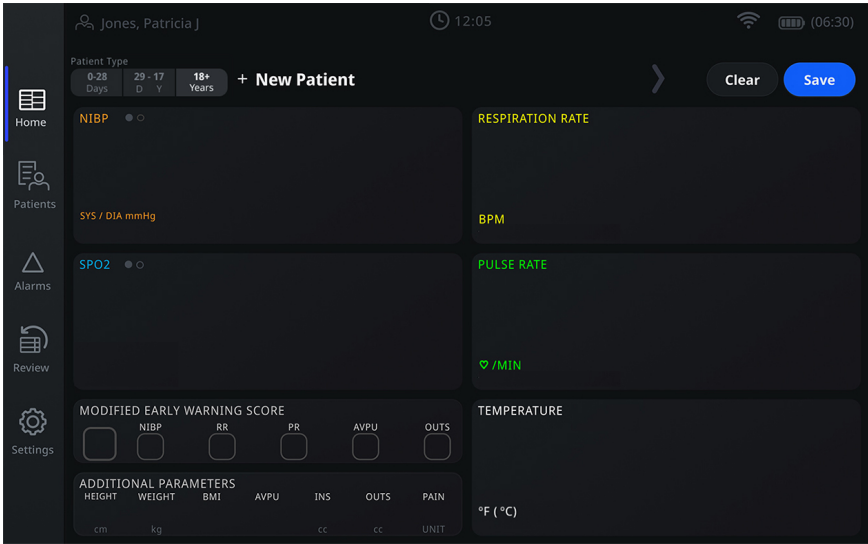 Jones, Patricia J
12:05
(06:30)
Patient Type
0-28 Days
29 - 17 D Y
18+ Years
+ New Patient
Clear
Save
Home
Patients
Alarms
Review
Settings
NIBP
SYS / DIA mmHg
RESPIRATION RATE
BPM
SPO2
PULSE RATE
/MIN
MODIFIED EARLY WARNING SCORE
NIBP RR PR AVPU OUTS
TEMPERATURE
ºF ( ºC)
ADDITIONAL PARAMETERS
HEIGHT WEIGHT BMI AVPU INS OUTS PAIN
cm kg cc cc UNIT